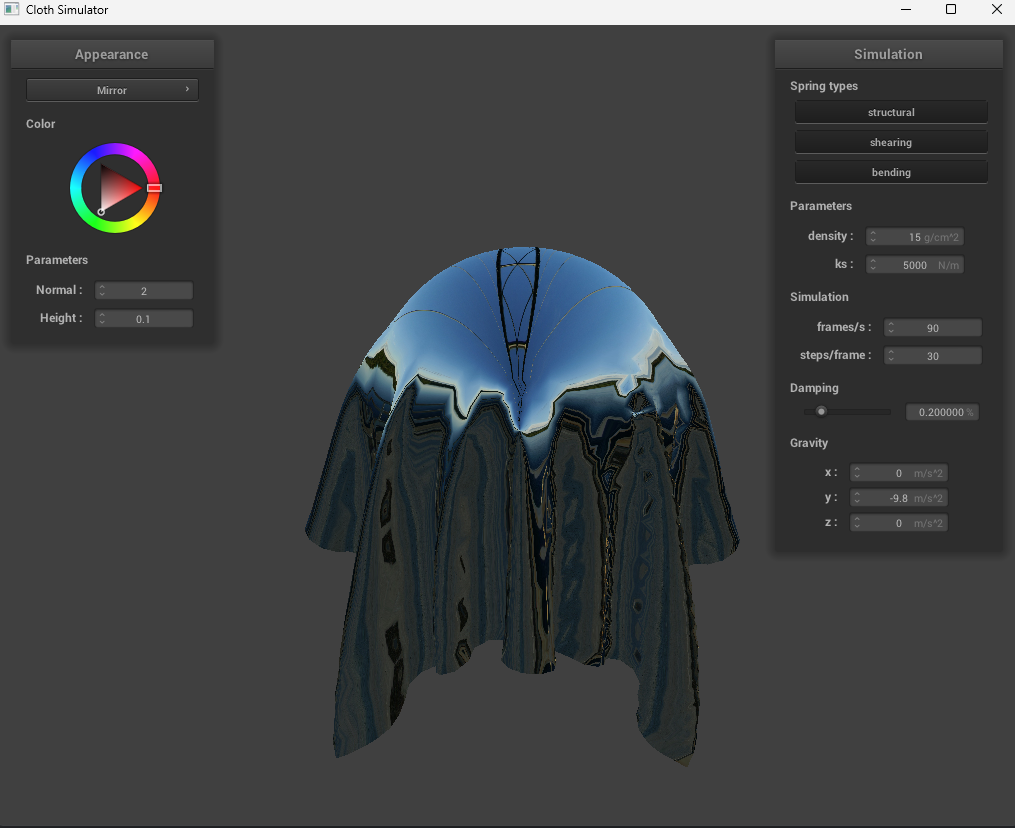 Cloth Simulator
Appearance
Mirror
Color
Parameters
Normal : 2
Height : 0.1
Simulation
Spring types
structural
shearing
bending
Parameters
density : 15 g/cm^2
ks : 5000 N/m
Simulation
frames/s : 90
steps/frame : 30
Damping
0.200000 %
Gravity
x : 0 m/s^2
y : -9.8 m/s^2
z : 0 m/s^2